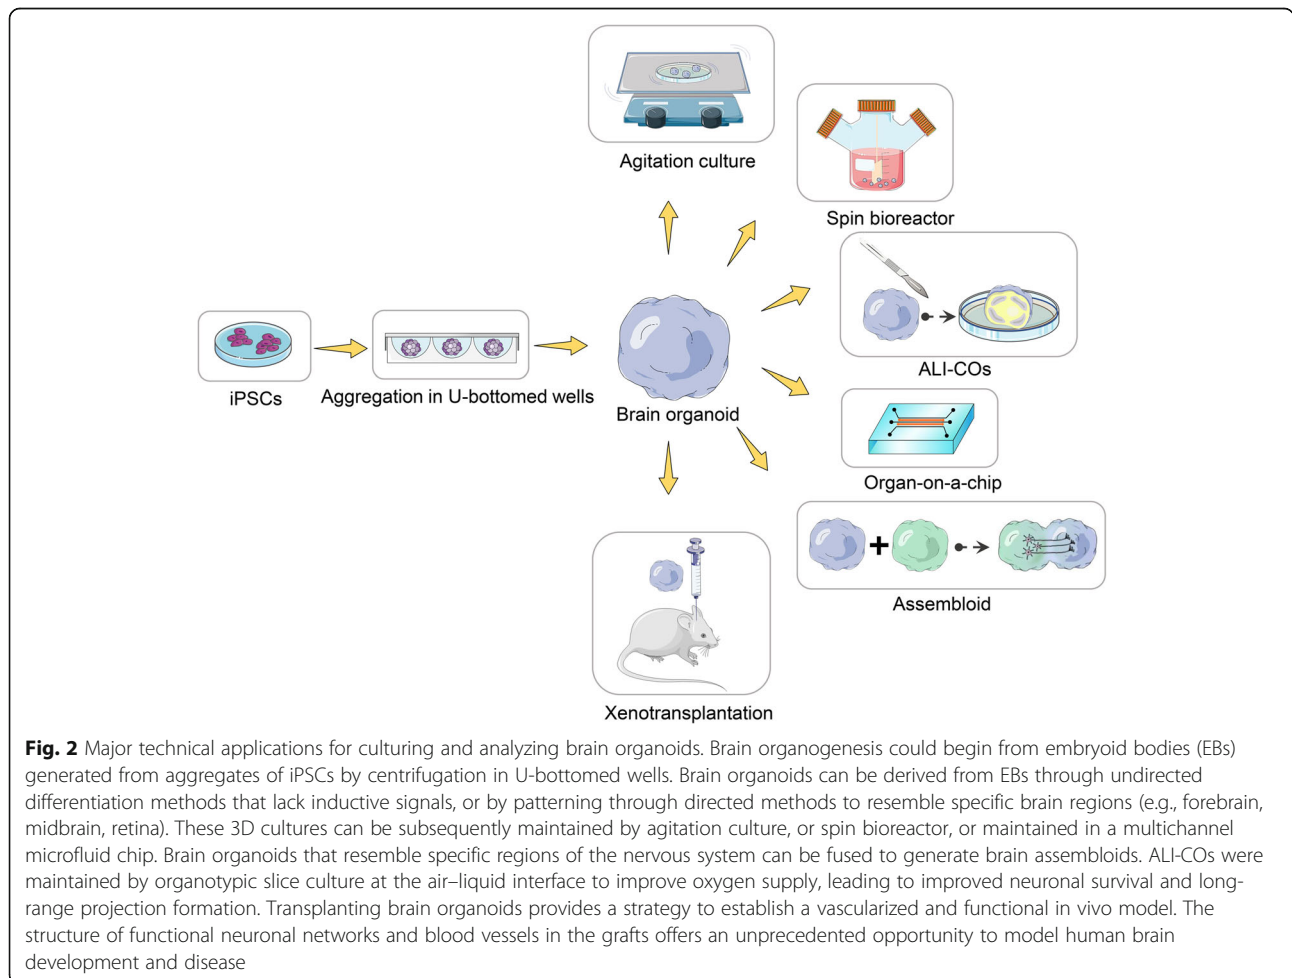 Agitation culture
Spin bioreactor
ALI-COs
iPSCs
Aggregation in U-bottomed wells
Brain organoid
Organ-on-a-chip
Assembloid
Xenotransplantation
Fig. 2 Major technical applications for culturing and analyzing brain organoids. Brain organogenesis could begin from embryoid bodies (EBs)
generated from aggregates of iPSCs by centrifugation in U-bottomed wells. Brain organoids can be derived from EBs through undirected
differentiation methods that lack inductive signals, or by patterning through directed methods to resemble specific brain regions (e.g., forebrain,
midbrain, retina). These 3D cultures can be subsequently maintained by agitation culture, or spin bioreactor, or maintained in a multichannel
microfluid chip. Brain organoids that resemble specific regions of the nervous system can be fused to generate brain assembloids. ALI-COs were
maintained by organotypic slice culture at the air–liquid interface to improve oxygen supply, leading to improved neuronal survival and long-
range projection formation. Transplanting brain organoids provides a strategy to establish a vascularized and functional in vivo model. The
structure of functional neuronal networks and blood vessels in the grafts offers an unprecedented opportunity to model human brain
development and disease